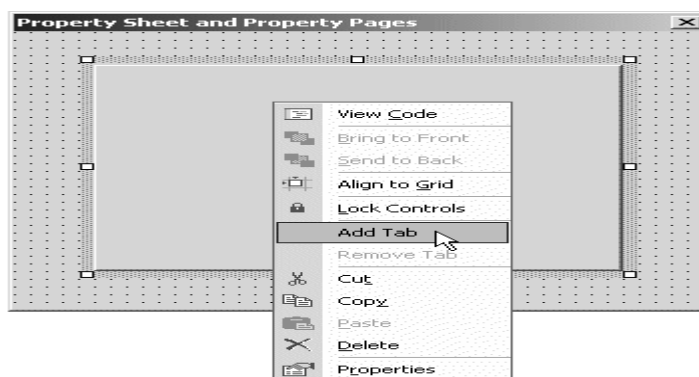 Property Sheet and Property Pages
View Code
Bring to Front
Send to Back
Align to Grid
Lock Controls
Add Tab
Remove Tab
Cut
Copy
Paste
Delete
Properties